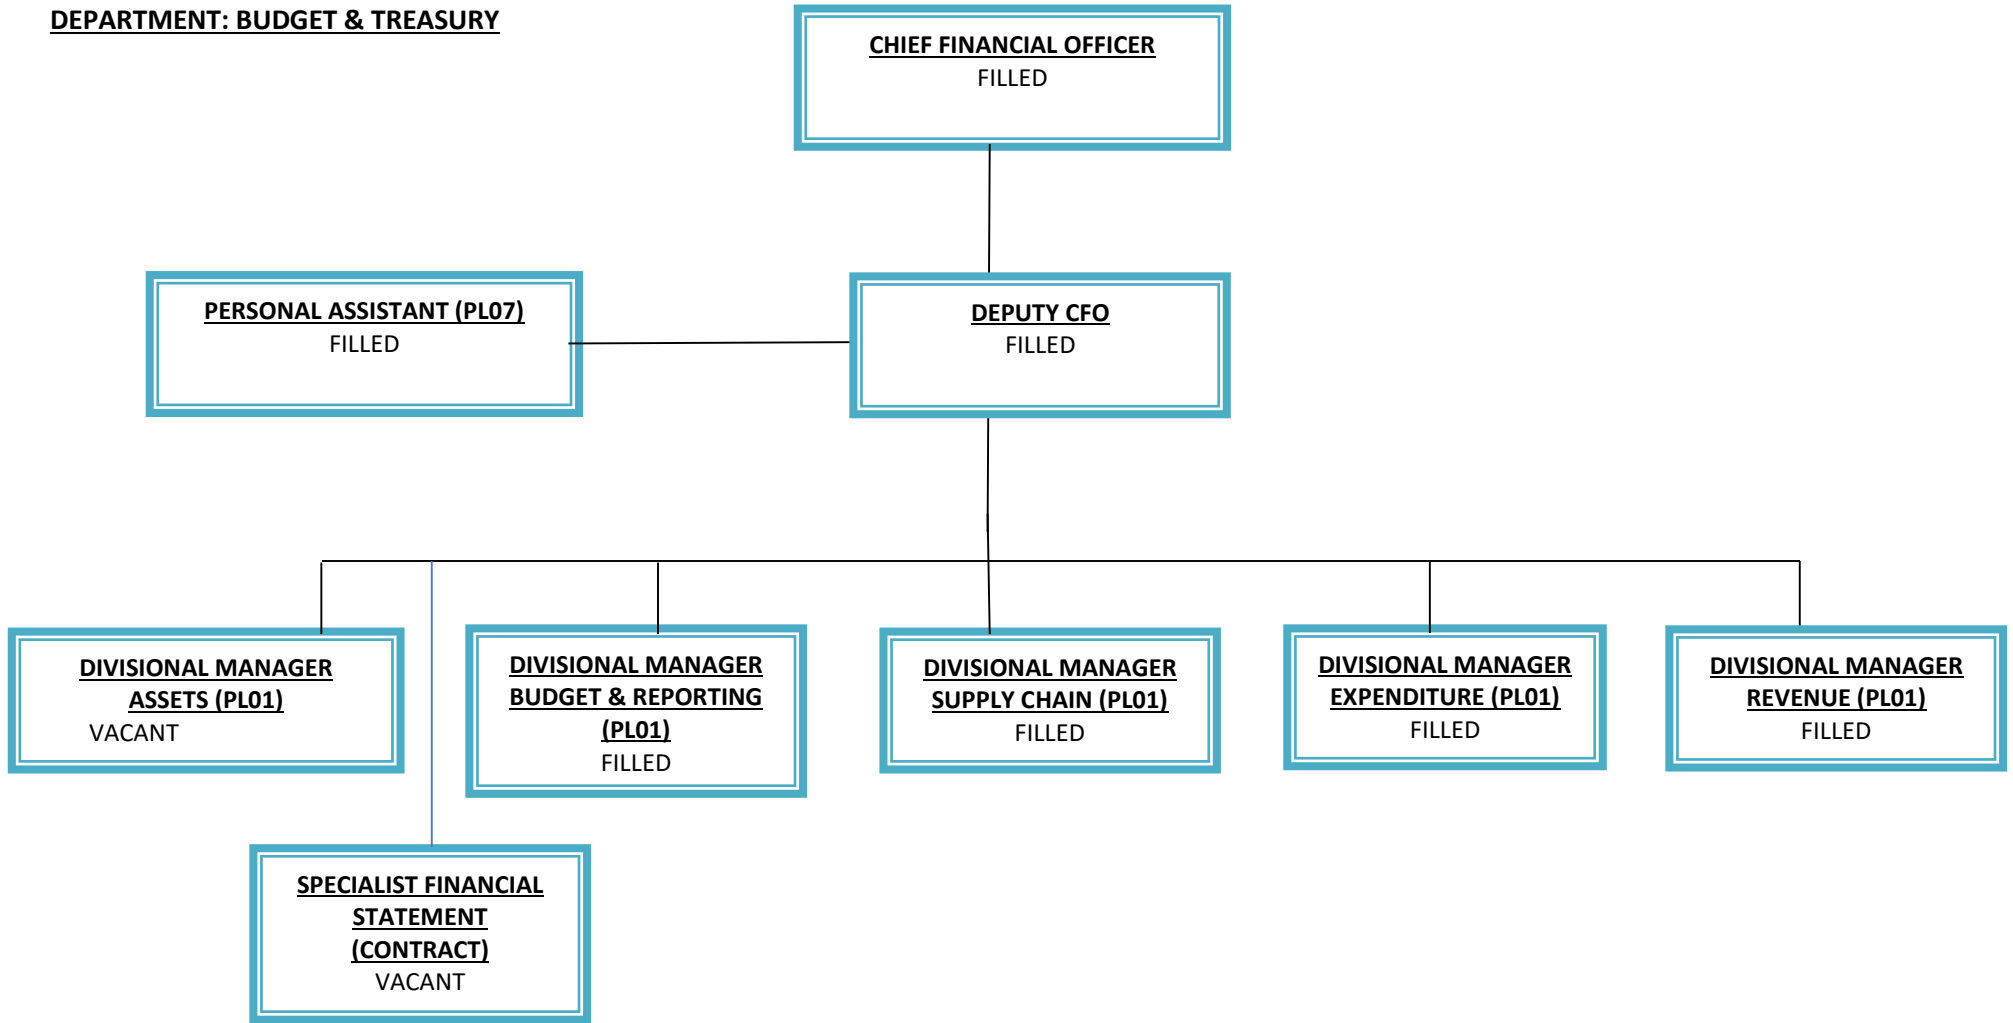 DEPARTMENT: BUDGET & TREASURY
CHIEF FINANCIAL OFFICER
FILLED
PERSONAL ASSISTANT (PL07)
FILLED
DEPUTY CFO
FILLED
DIVISIONAL MANAGER
ASSETS (PL01)
VACANT
DIVISIONAL MANAGER
BUDGET & REPORTING
(PL01)
FILLED
DIVISIONAL MANAGER
SUPPLY CHAIN (PL01)
FILLED
DIVISIONAL MANAGER
EXPENDITURE (PL01)
FILLED
DIVISIONAL MANAGER
REVENUE (PL01)
FILLED
SPECIALIST FINANCIAL
STATEMENT
(CONTRACT)
VACANT